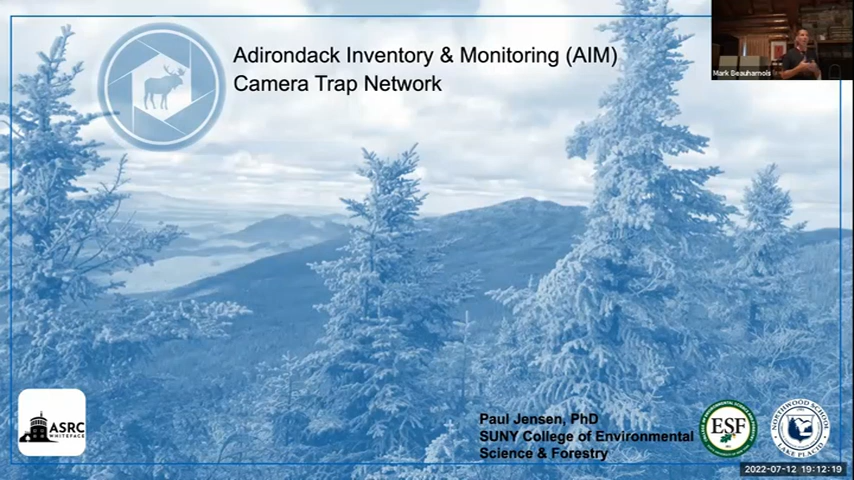 Adirondack Inventory & Monitoring (AIM)
Camera Trap Network
Mark Beauharnois
ASRC
WHITEFACE
Paul Jensen, PhD
SUNY College of Environmental
Science & Forestry
ESF
NORTHWOOD SCHOOL
LAKE PLACID
2022-07-12 19:12:19